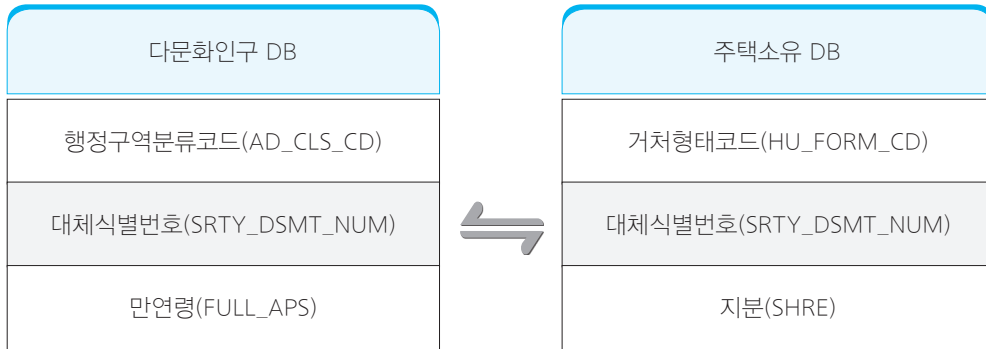 다문화인구 DB
주택소유 DB
행정구역분류코드(AD_CLS_CD)
거처형태코드(HU_FORM_CD)
대체식별번호(SRTY_DSMT_NUM)
대체식별번호(SRTY_DSMT_NUM)
만연령(FULL_APS)
지분(SHRE)